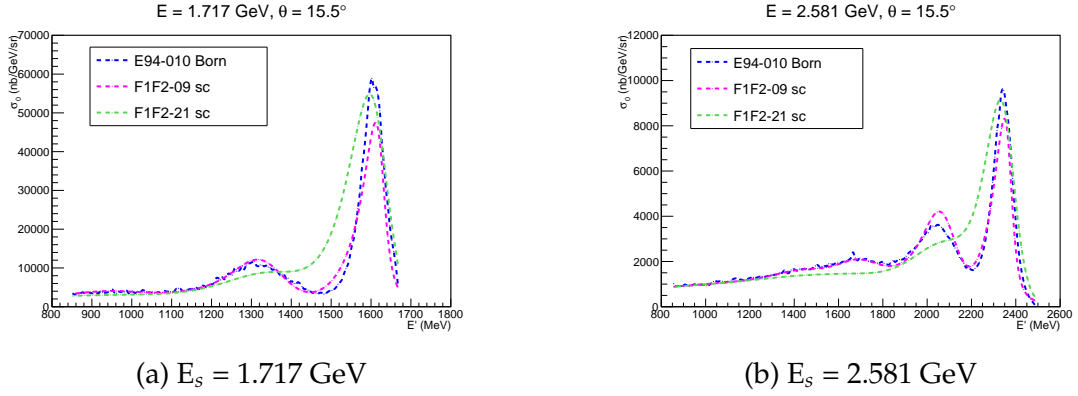 E = 1.717 GeV, θ = 15.5°
σ₀ (nb/GeV/sr)
70000
60000
50000
40000
30000
20000
10000
0
E94-010 Born
F1F2-09 sc
F1F2-21 sc
800 900 1000 1100 1200 1300 1400 1500 1600 1700 1800
E' (MeV)
(a) Eₛ = 1.717 GeV
E = 2.581 GeV, θ = 15.5°
σ₀ (nb/GeV/sr)
12000
10000
8000
6000
4000
2000
0
E94-010 Born
F1F2-09 sc
F1F2-21 sc
800 1000 1200 1400 1600 1800 2000 2200 2400 2600
E' (MeV)
(b) Eₛ = 2.581 GeV